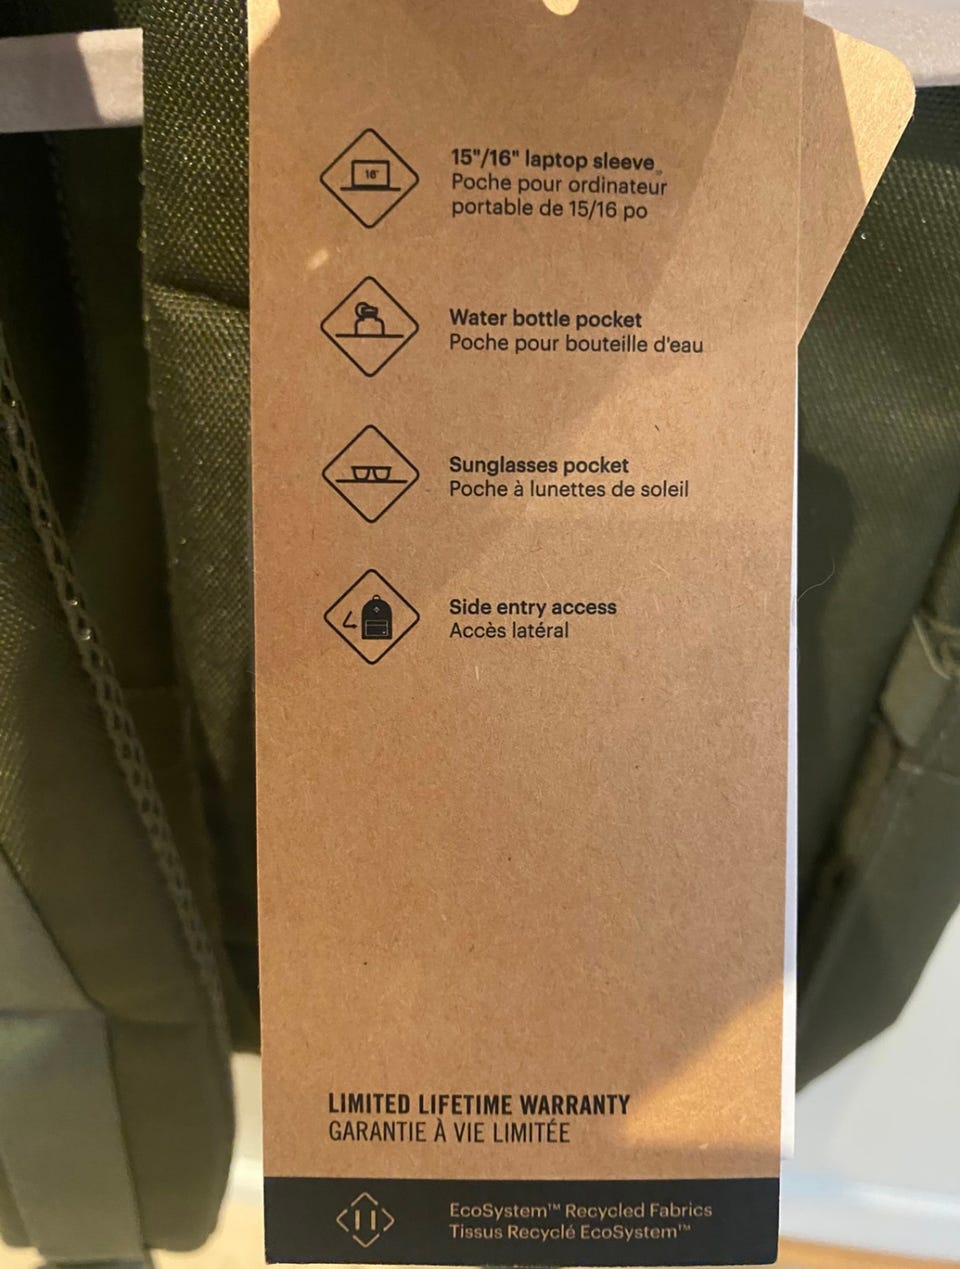 16"
15"/16" laptop sleeve
Poche pour ordinateur
portable de 15/16 po
Water bottle pocket
Poche pour bouteille d'eau
Sunglasses pocket
Poche à lunettes de soleil
Side entry access
Accès latéral
LIMITED LIFETIME WARRANTY
GARANTIE À VIE LIMITÉE
EcoSystem™ Recycled Fabrics
Tissus Recyclé EcoSystem™